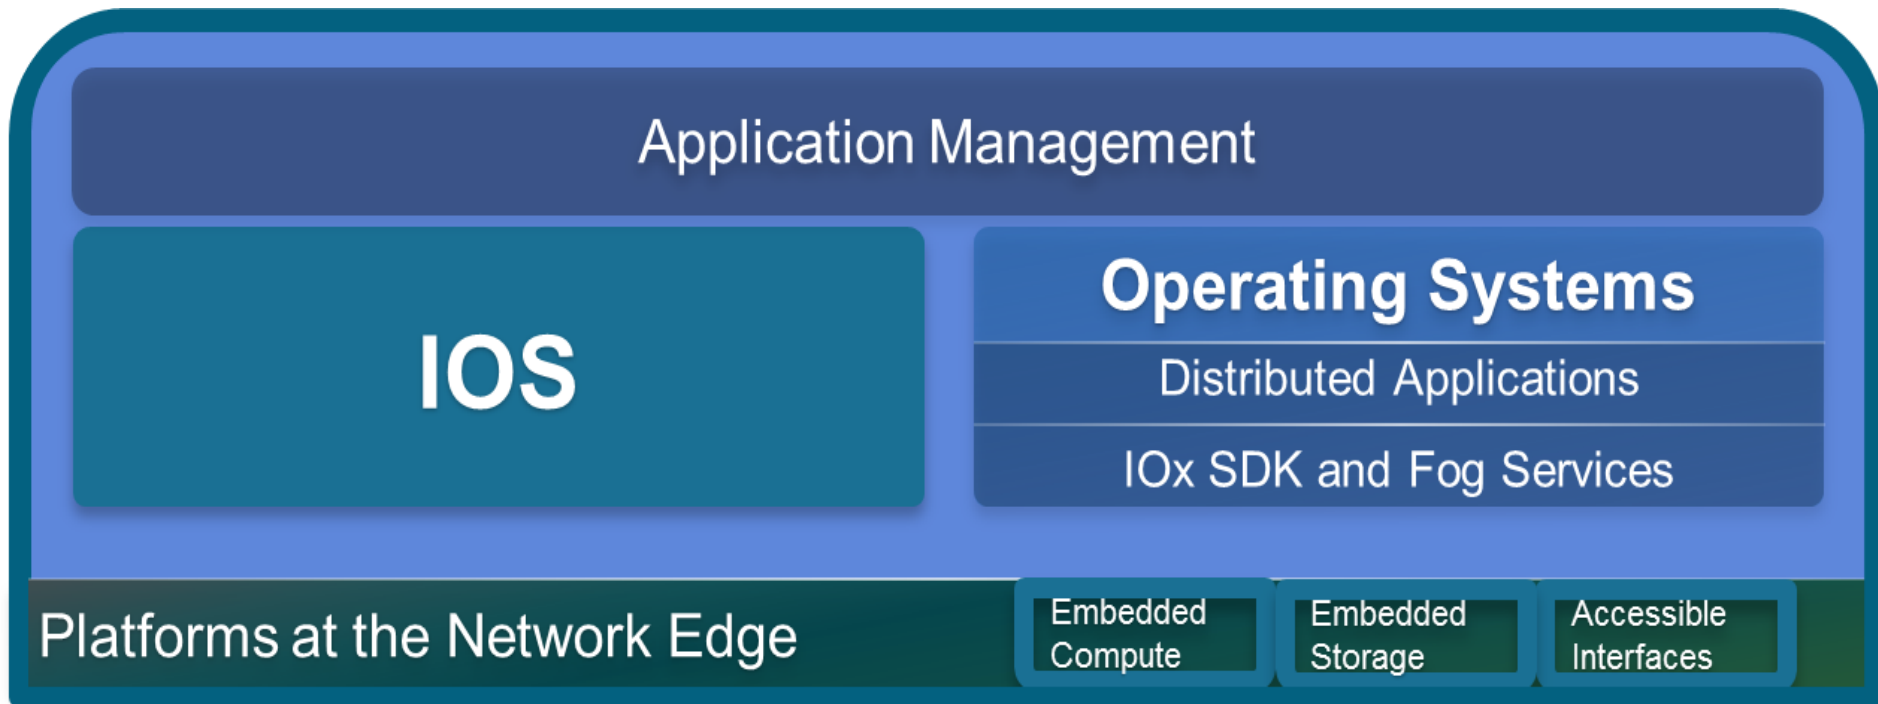 Application Management
IOS
Operating Systems
Distributed Applications
IOx SDK and Fog Services
Platforms at the Network Edge
Embedded
Compute
Embedded
Storage
Accessible
Interfaces